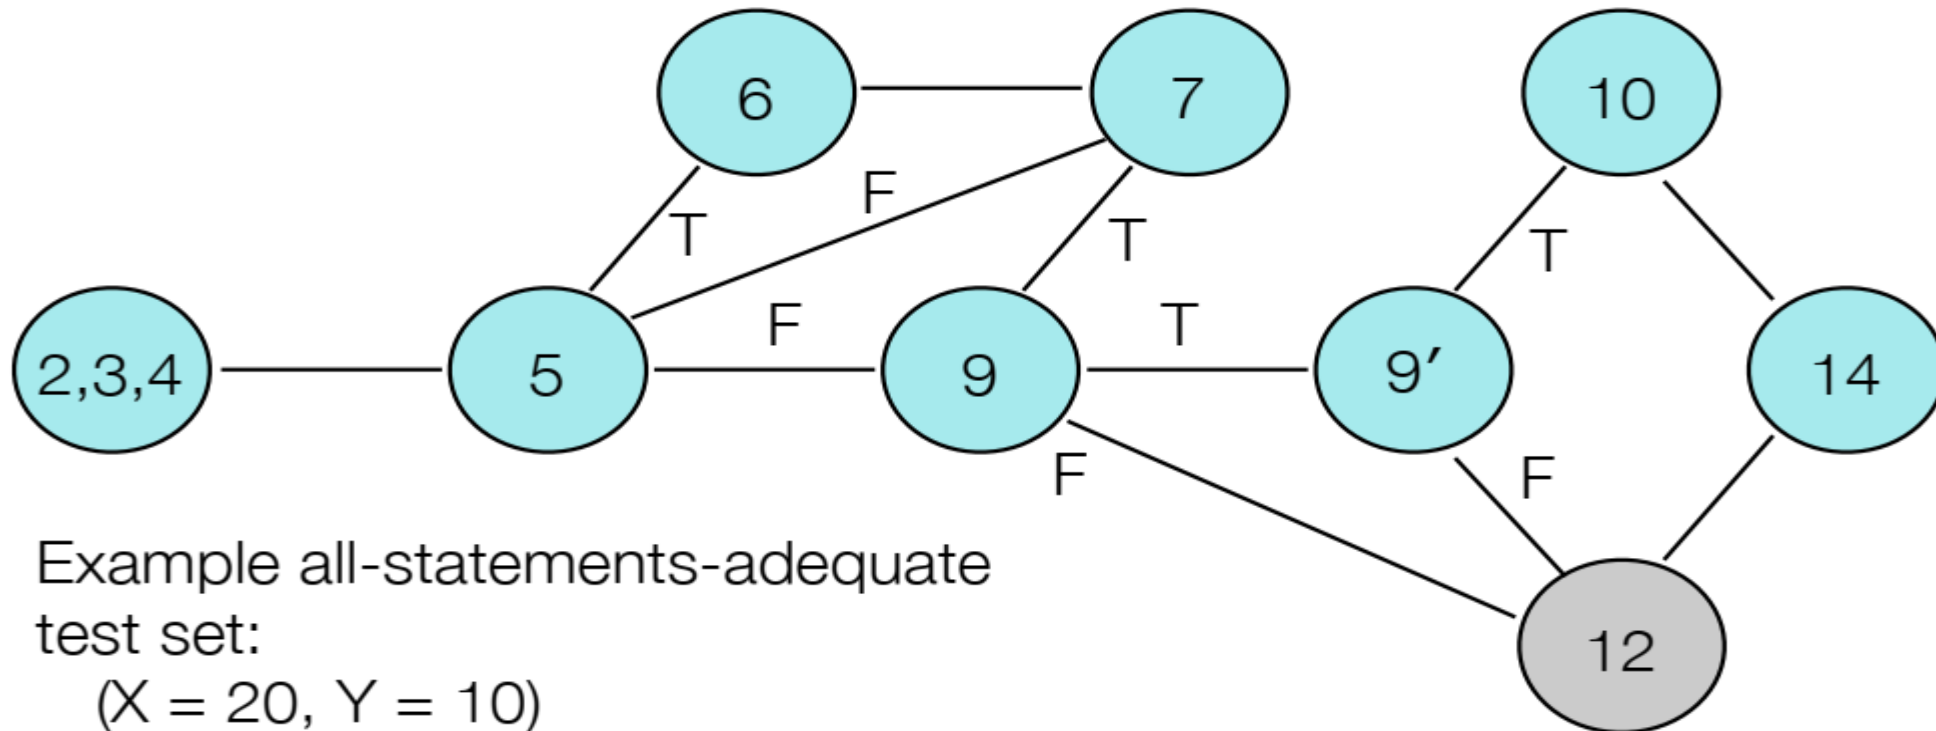 6
7
10
F
T
T
T
2,3,4
5
F
9
T
9′
14
F
F
12
Example all-statements-adequate
test set:
(X = 20, Y = 10)